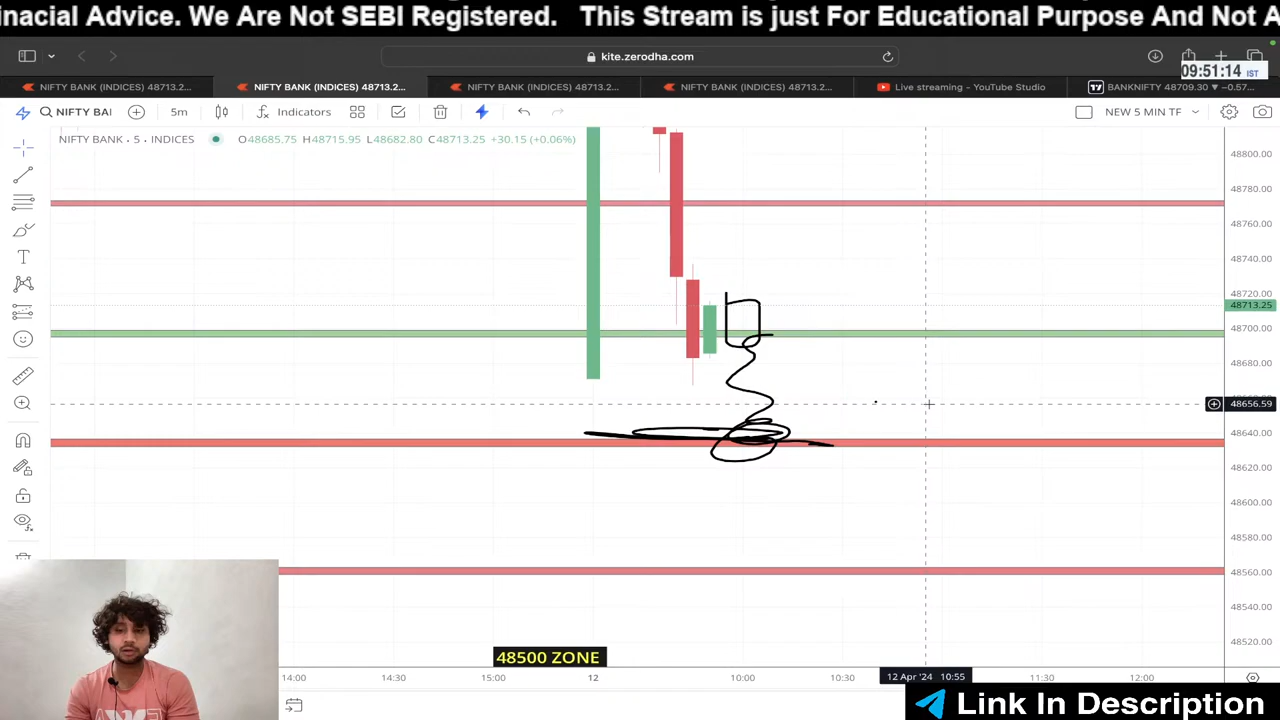 inacial Advice. We Are Not SEBI Registered. This Stream is just For Educational Purpose And Not A
kite.zerodha.com
09:51:14 IST
NIFTY BANK (INDICES) 48713.2...
NIFTY BANK (INDICES) 48713.2...
NIFTY BANK (INDICES) 48713.2...
NIFTY BANK (INDICES) 48713.2...
Live streaming - YouTube Studio
BANKNIFTY 48709.30 ▼ −0.57...
NIFTY BAI
5m
Indicators
NEW 5 MIN TF
NIFTY BANK · 5 · INDICES O48685.75 H48715.95 L48682.80 C48713.25 +30.15 (+0.06%)
48800.00
48780.00
48760.00
48740.00
48720.00
48713.25
48700.00
48680.00
48656.59
48640.00
48620.00
48600.00
48580.00
48560.00
48540.00
48520.00
48500 ZONE
14:00
14:30
15:00
12
10:00
10:30
12 Apr '24 10:55
11:30
12:00
Link In Description